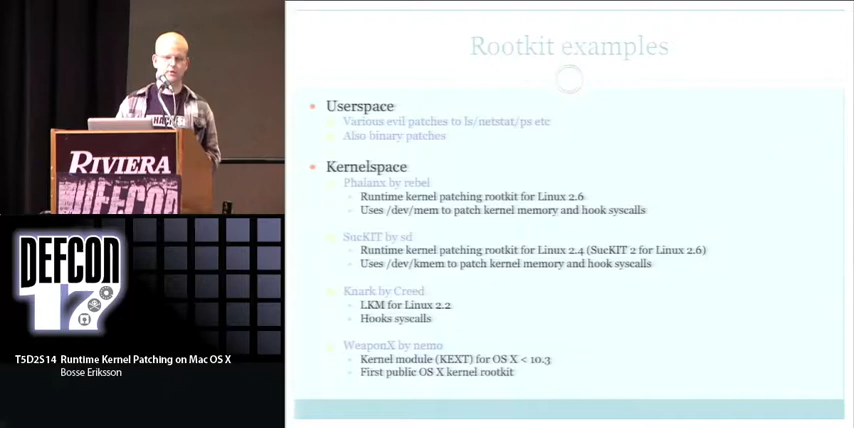 Rootkit examples
Userspace
Various evil patches to ls/netstat/ps etc
Also binary patches
Kernelspace
Phalanx by rebel
Runtime kernel patching rootkit for Linux 2.6
Uses /dev/mem to patch kernel memory and hook syscalls
SucKIT by sd
Runtime kernel patching rootkit for Linux 2.4 (SucKIT 2 for Linux 2.6)
Uses /dev/kmem to patch kernel memory and hook syscalls
Knark by Creed
LKM for Linux 2.2
Hooks syscalls
WeaponX by nemo
Kernel module (KEXT) for OS X < 10.3
First public OS X kernel rootkit
RIVIERA
DEFCON
DEFCON
17
T5D2S14 Runtime Kernel Patching on Mac OS X
Bosse Eriksson